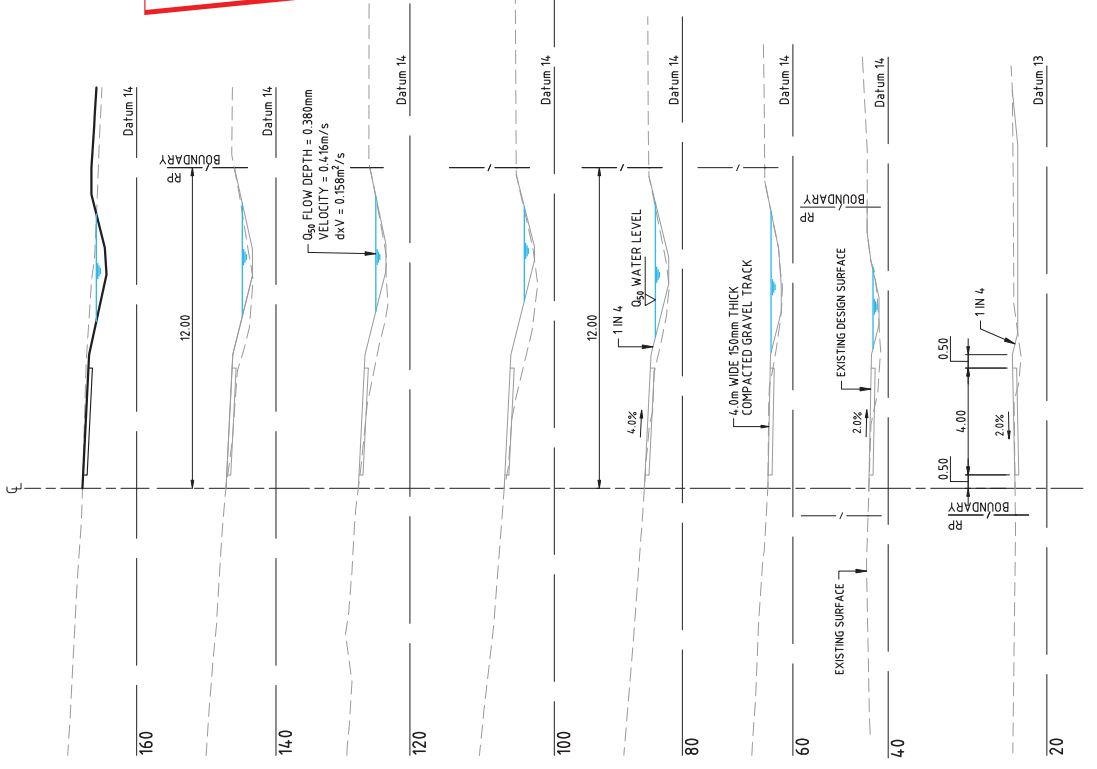 CL
Datum 14
160
RP
BOUNDARY
12.00
Datum 14
140
Q50 FLOW DEPTH = 0.380mm
VELOCITY = 0.416m/s
dxV = 0.158m²/s
Datum 14
120
Datum 14
100
12.00
1 IN 4
Q50 WATER LEVEL
4.0%
Datum 14
80
4.0m WIDE 150mm THICK
COMPACTED GRAVEL TRACK
Datum 14
60
RP
BOUNDARY
EXISTING DESIGN SURFACE
2.0%
EXISTING SURFACE
Datum 14
40
RP
BOUNDARY
0.50
4.00
0.50
2.0%
1 IN 4
Datum 13
20